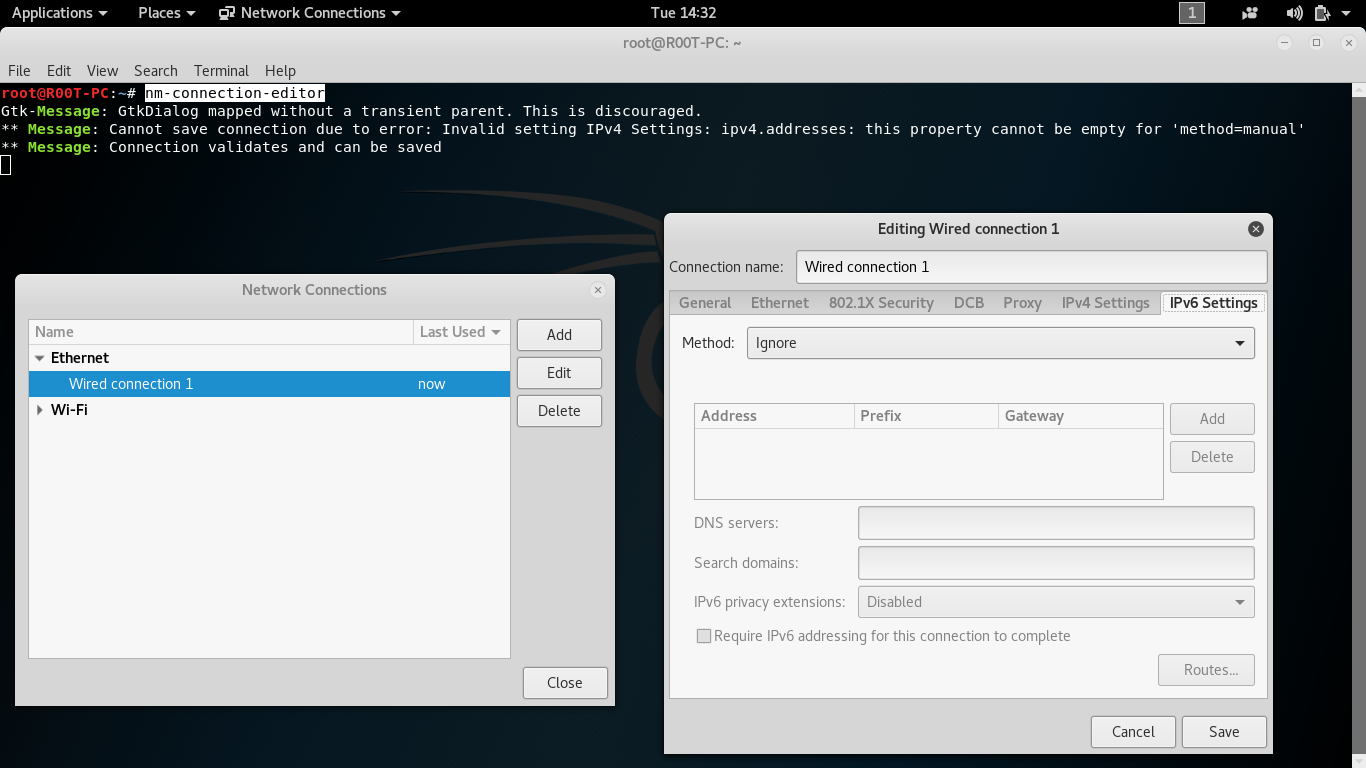 Applications Places Network Connections Tue 14:32 1
root@R00T-PC: ~
File Edit View Search Terminal Help
root@R00T-PC:~# nm-connection-editor
Gtk-Message: GtkDialog mapped without a transient parent. This is discouraged.
** Message: Cannot save connection due to error: Invalid setting IPv4 Settings: ipv4.addresses: this property cannot be empty for 'method=manual'
** Message: Connection validates and can be saved
Network Connections
Name Last Used
Ethernet
Wired connection 1 now
Wi-Fi
Add
Edit
Delete
Close
Editing Wired connection 1
Connection name: Wired connection 1
General Ethernet 802.1X Security DCB Proxy IPv4 Settings IPv6 Settings
Method: Ignore
Address Prefix Gateway
Add
Delete
DNS servers:
Search domains:
IPv6 privacy extensions: Disabled
Require IPv6 addressing for this connection to complete
Routes...
Cancel Save